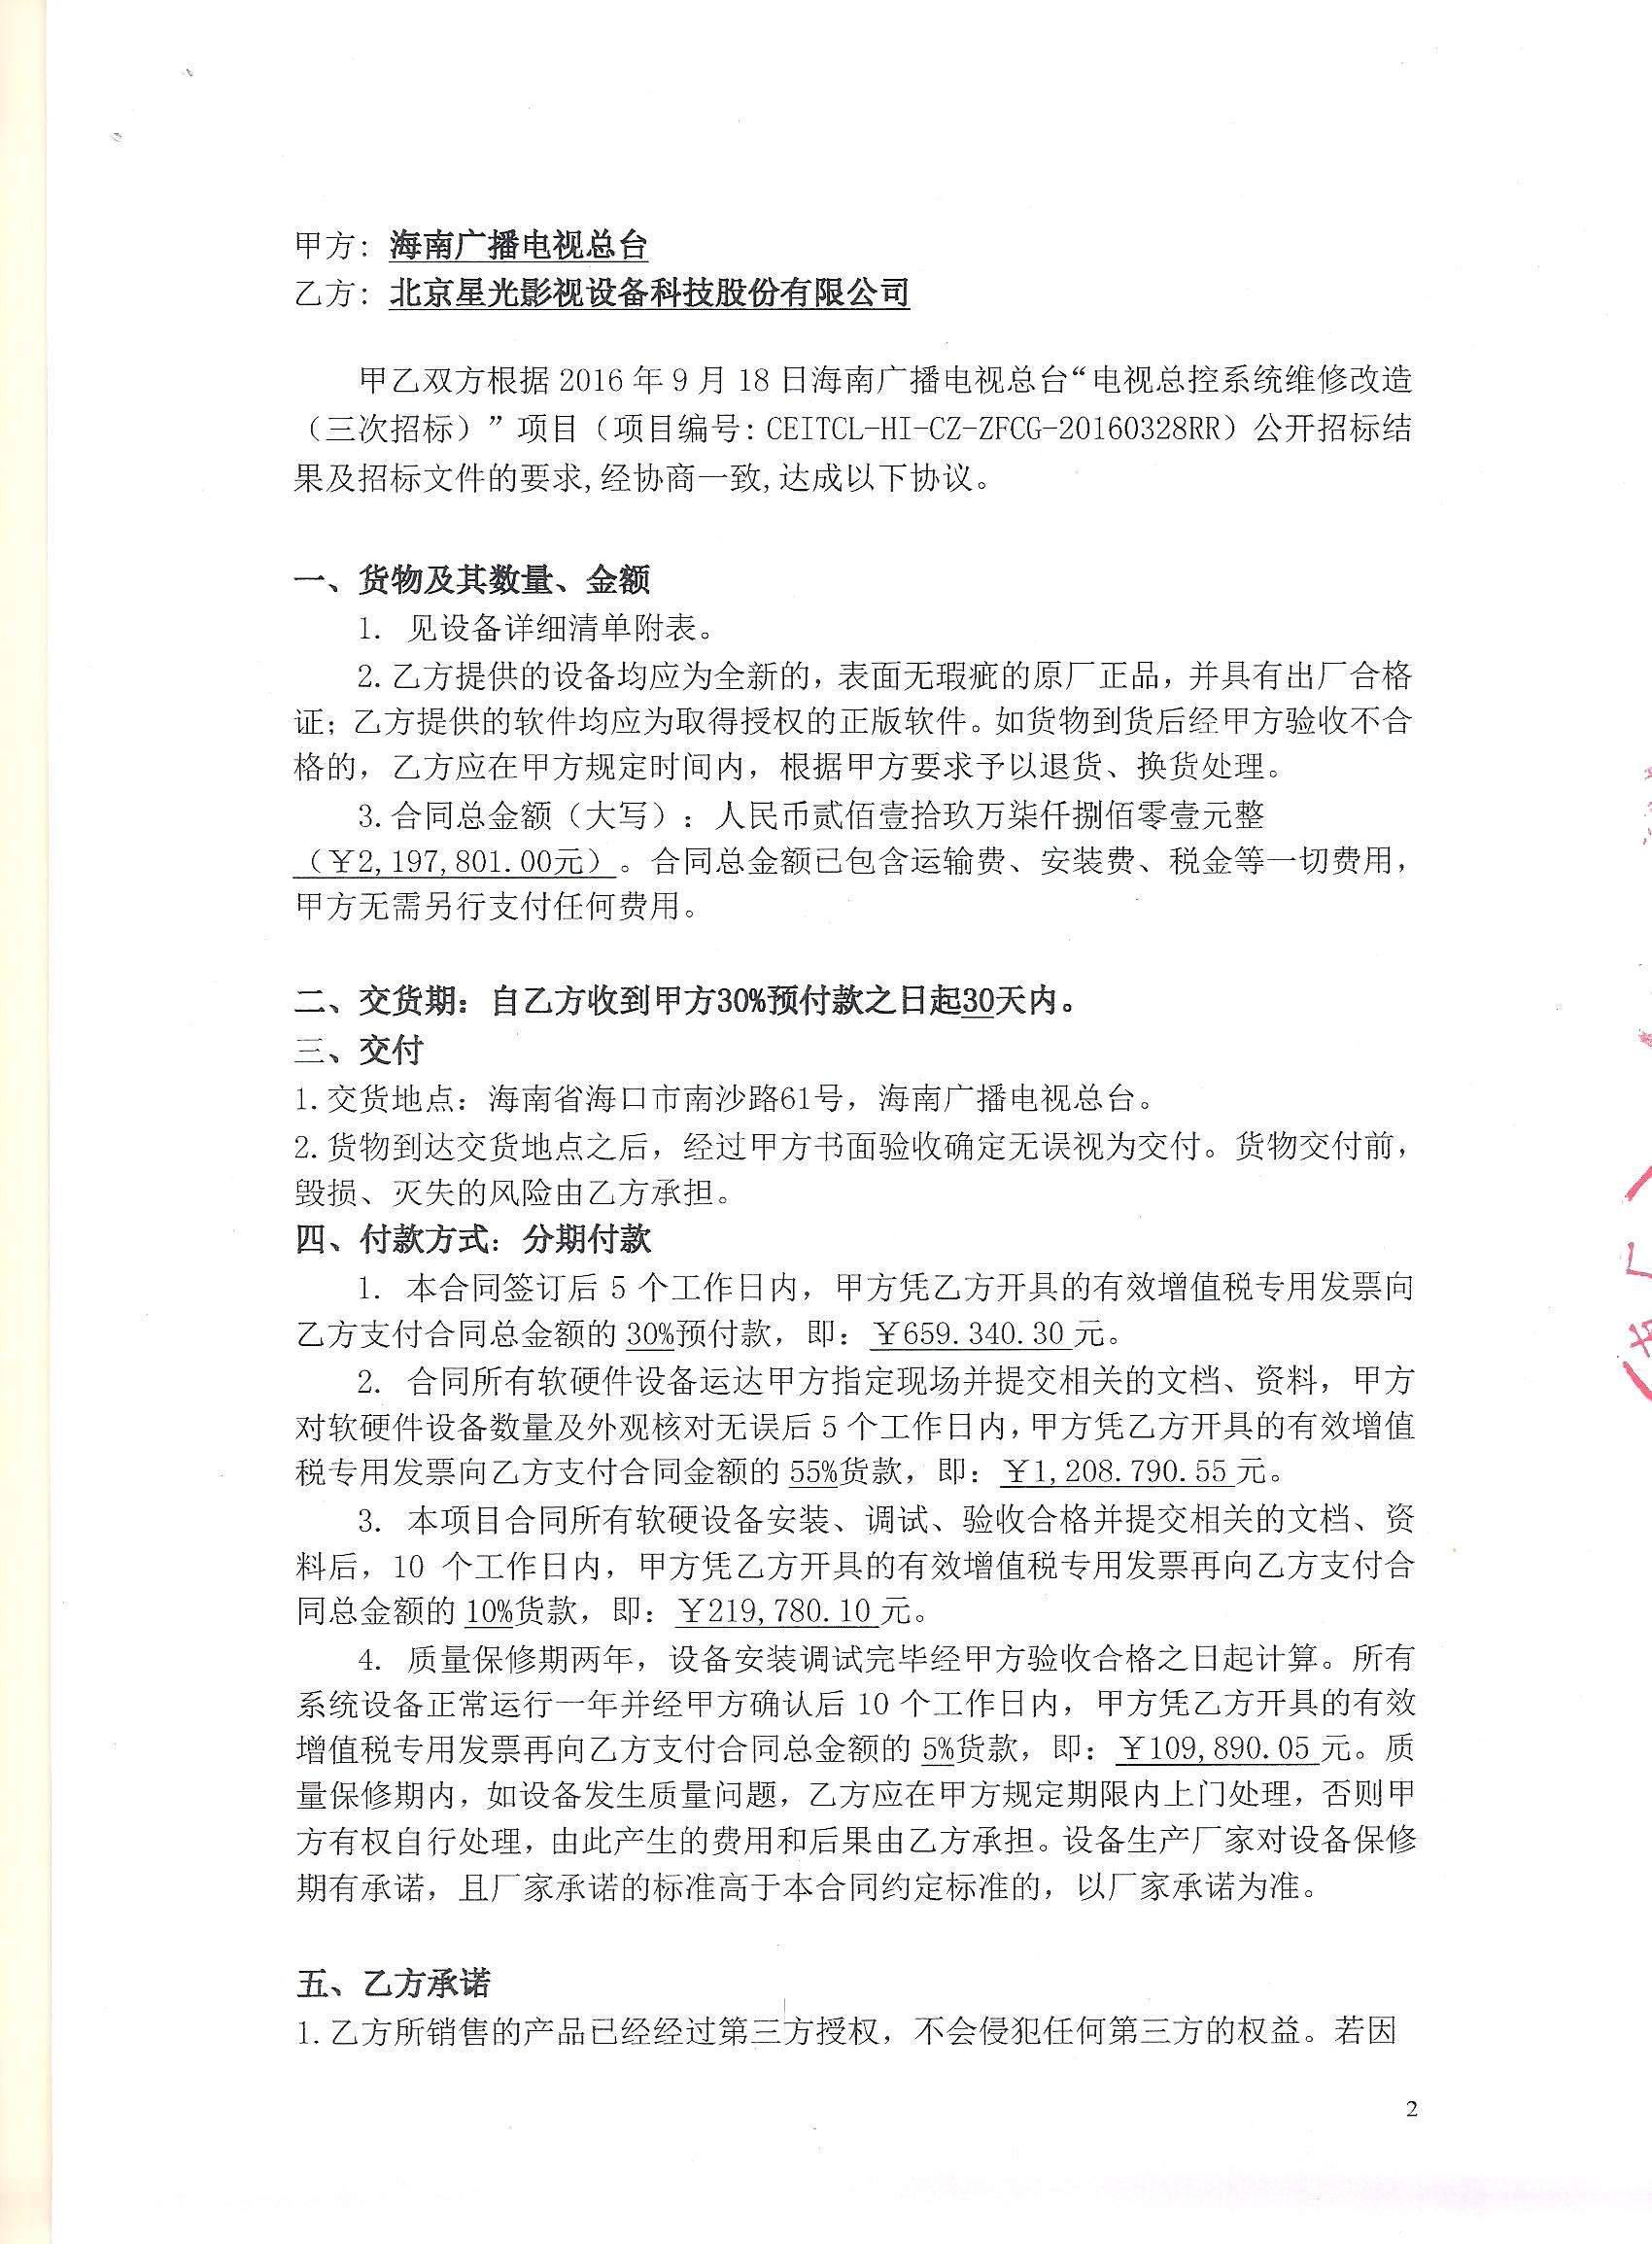 甲方：海南广播电视总台
乙方：北京星光影视设备科技股份有限公司
甲乙双方根据 2016 年 9 月 18 日海南广播电视总台“电视总控系统维修改造
（三次招标）”项目（项目编号：CEITCL-HI-CZ-ZFCG-20160328RR）公开招标结
果及招标文件的要求,经协商一致,达成以下协议。
一、货物及其数量、金额
1. 见设备详细清单附表。
2.乙方提供的设备均应为全新的，表面无瑕疵的原厂正品，并具有出厂合格
证；乙方提供的软件均应为取得授权的正版软件。如货物到货后经甲方验收不合
格的，乙方应在甲方规定时间内，根据甲方要求予以退货、换货处理。
3.合同总金额（大写）：人民币贰佰壹拾玖万柒仟捌佰零壹元整
（￥2,197,801.00元）。合同总金额已包含运输费、安装费、税金等一切费用，
甲方无需另行支付任何费用。
二、交货期：自乙方收到甲方30%预付款之日起30天内。
三、交付
1.交货地点：海南省海口市南沙路61号，海南广播电视总台。
2.货物到达交货地点之后，经过甲方书面验收确定无误视为交付。货物交付前，
毁损、灭失的风险由乙方承担。
四、付款方式：分期付款
1. 本合同签订后 5 个工作日内，甲方凭乙方开具的有效增值税专用发票向
乙方支付合同总金额的 30%预付款，即：￥659.340.30 元。
2. 合同所有软硬件设备运达甲方指定现场并提交相关的文档、资料，甲方
对软硬件设备数量及外观核对无误后 5 个工作日内，甲方凭乙方开具的有效增值
税专用发票向乙方支付合同金额的 55%货款，即：￥1,208.790.55 元。
3. 本项目合同所有软硬设备安装、调试、验收合格并提交相关的文档、资
料后，10 个工作日内，甲方凭乙方开具的有效增值税专用发票再向乙方支付合
同总金额的 10%货款，即：￥219,780.10 元。
4. 质量保修期两年，设备安装调试完毕经甲方验收合格之日起计算。所有
系统设备正常运行一年并经甲方确认后 10 个工作日内，甲方凭乙方开具的有效
增值税专用发票再向乙方支付合同总金额的 5%货款，即：￥109,890.05 元。质
量保修期内，如设备发生质量问题，乙方应在甲方规定期限内上门处理，否则甲
方有权自行处理，由此产生的费用和后果由乙方承担。设备生产厂家对设备保修
期有承诺，且厂家承诺的标准高于本合同约定标准的，以厂家承诺为准。
五、乙方承诺
1.乙方所销售的产品已经经过第三方授权，不会侵犯任何第三方的权益。若因
2